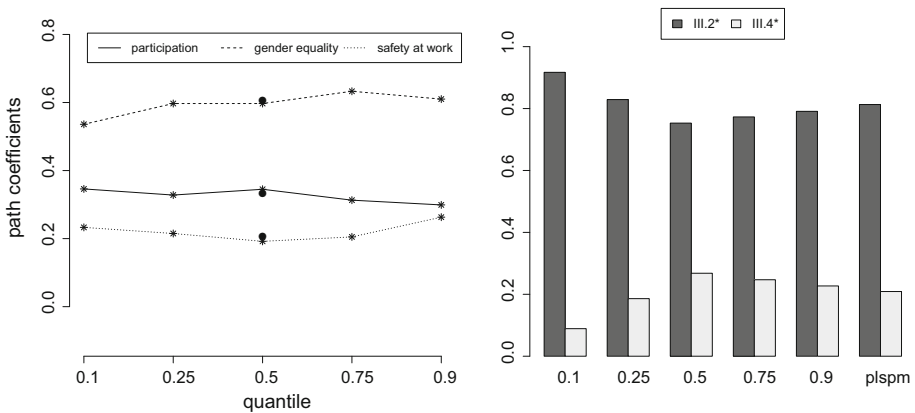 participation gender equality safety at work
path coefficients
0.8
0.6
0.4
0.2
0.0
0.1 0.25 0.5 0.75 0.9
quantile
III.2* III.4*
1.0
0.8
0.6
0.4
0.2
0.0
0.1 0.25 0.5 0.75 0.9 plspm